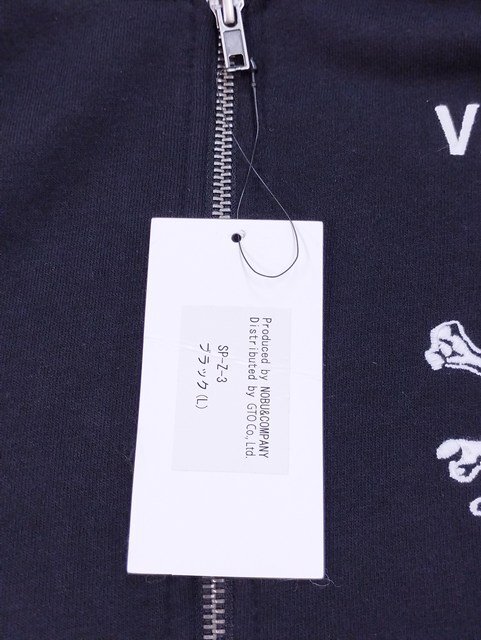 V
Produced by NOBU&COMPANY
Distributed by GTO Co., Ltd.
SP-Z-3
ブラック(L)